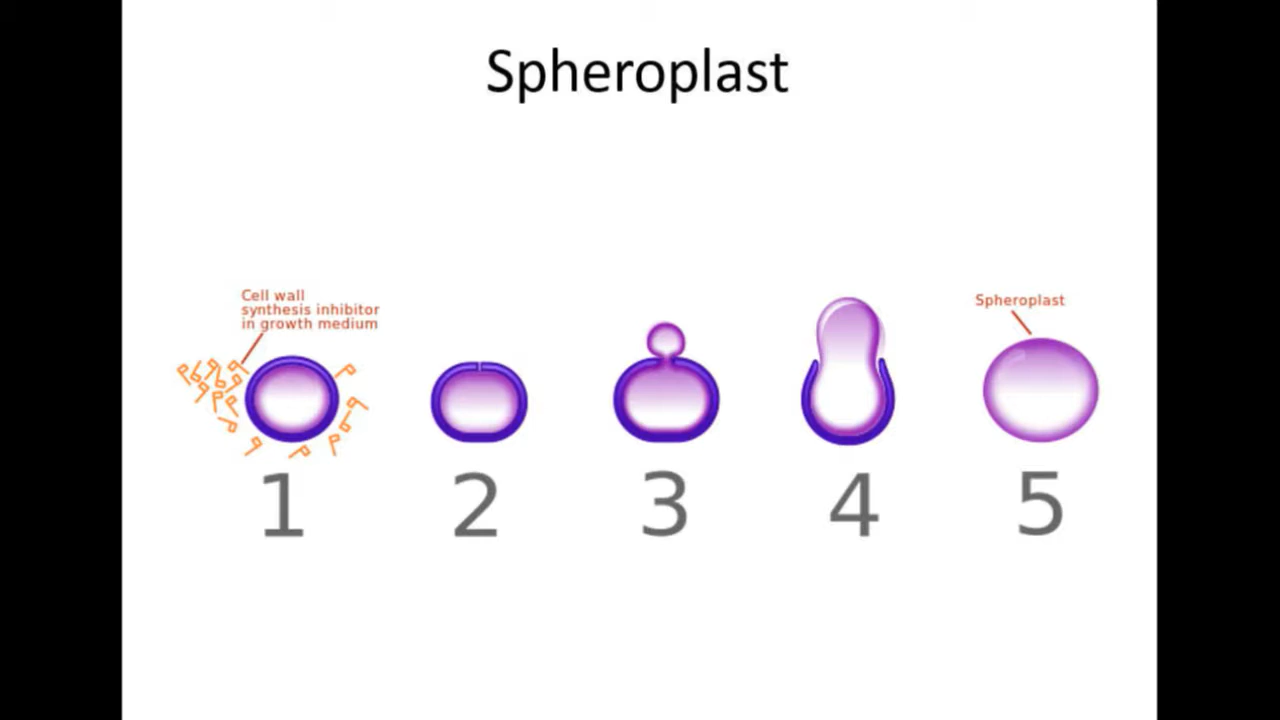 Spheroplast
Cell wall
synthesis inhibitor
in growth medium
Spheroplast
1 2 3 4 5